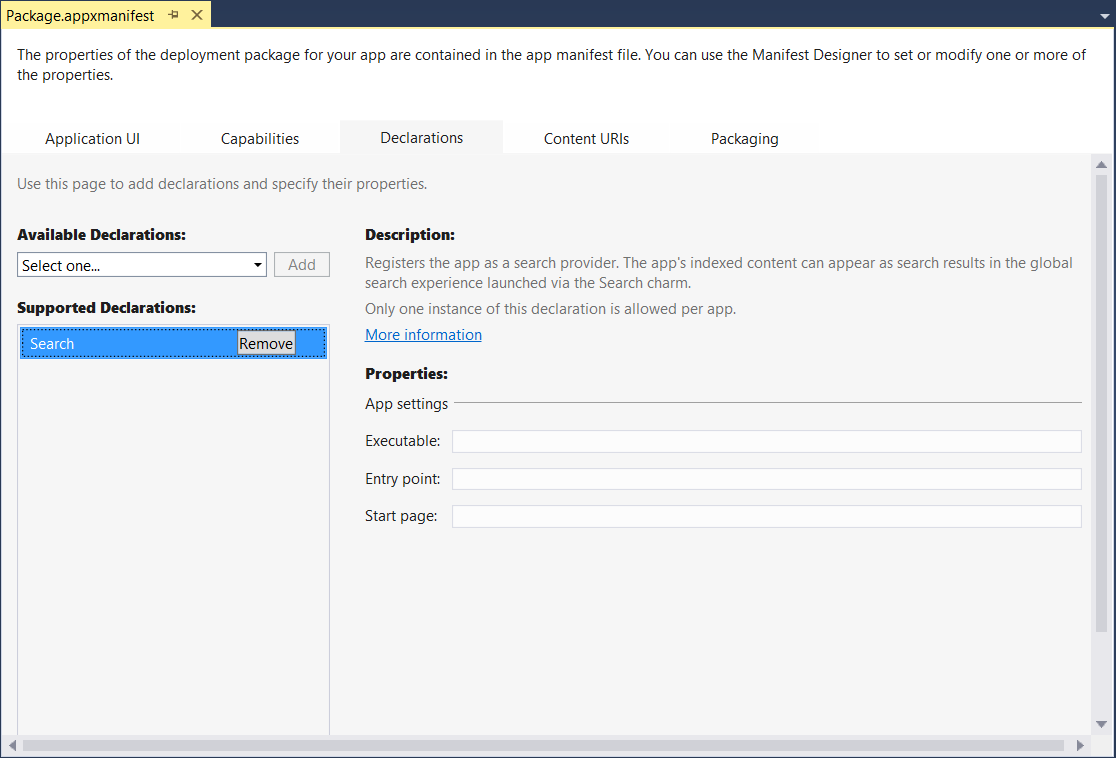 Package.appxmanifest
The properties of the deployment package for your app are contained in the app manifest file. You can use the Manifest Designer to set or modify one or more of
the properties.
Application UI
Capabilities
Declarations
Content URIs
Packaging
Use this page to add declarations and specify their properties.
Available Declarations:
Select one...
Add
Supported Declarations:
Search
Remove
Description:
Registers the app as a search provider. The app's indexed content can appear as search results in the global
search experience launched via the Search charm.
Only one instance of this declaration is allowed per app.
More information
Properties:
App settings
Executable:
Entry point:
Start page: